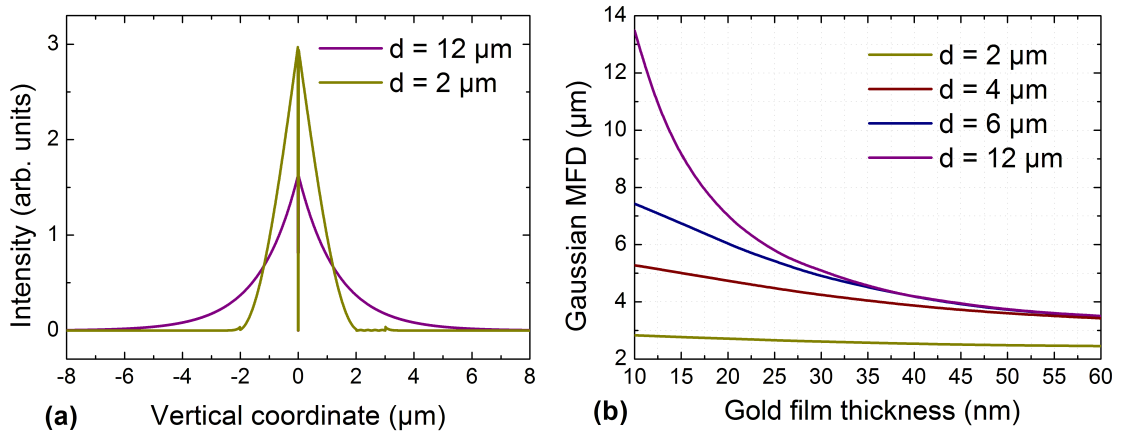 3
2
1
0
-8
-6
-4
-2
0
2
4
6
8
Intensity (arb. units)
Vertical coordinate (μm)
d = 12 μm
d = 2 μm
(a)
14
12
10
8
6
4
2
10
15
20
25
30
35
40
45
50
55
60
Gaussian MFD (μm)
Gold film thickness (nm)
d = 2 μm
d = 4 μm
d = 6 μm
d = 12 μm
(b)